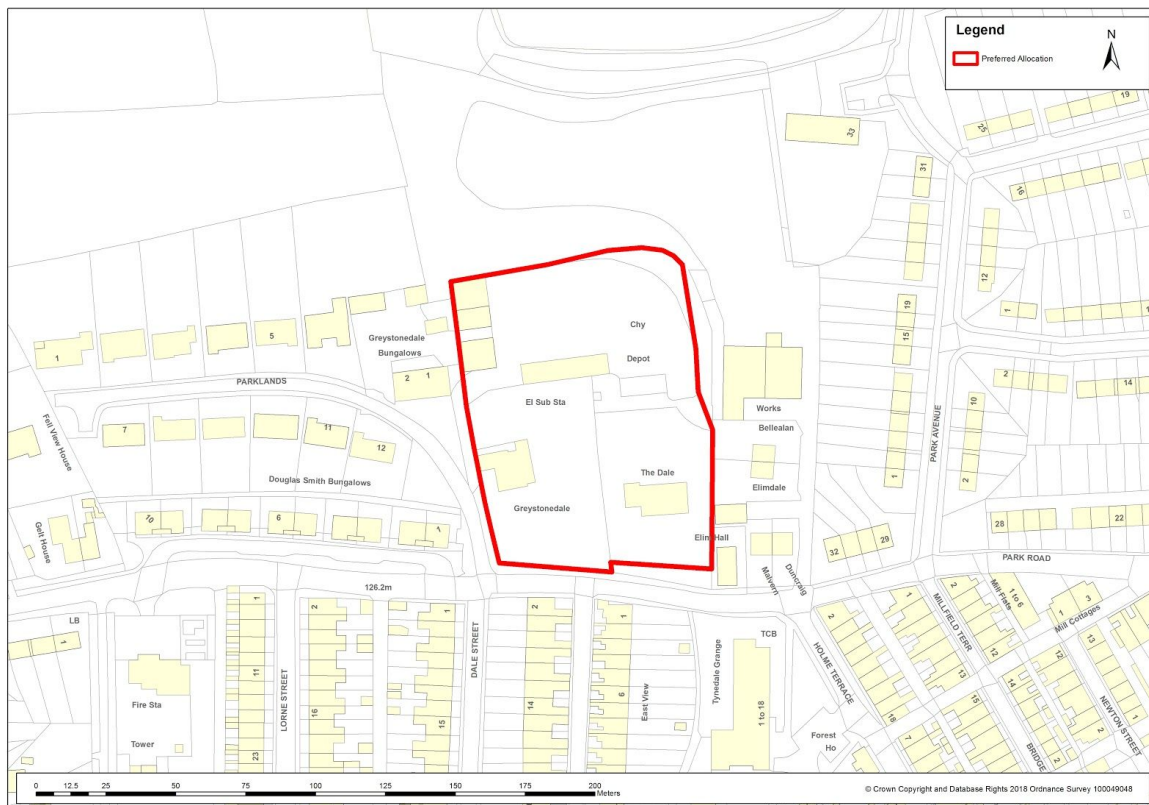 Legend
Preferred Allocation
N
33
25
19
31
16
12
1
19
15
5
1
Greystonedale
Bungalows
2 1
PARKLANDS
Chy
Depot
El Sub Sta
Works
Bellealan
Elimdale
The Dale
Greystonedale
Elim Hall
Malvern
Duncraig
PARK AVENUE
1
2
14
10
2
28
22
32
29
PARK ROAD
Fell View House
7
11
12
Douglas Smith Bungalows
10
6
Gelt House
126.2m
LB
1
Fire Sta
Tower
1
11
23
LORNE STREET
2
16
1
15
DALE STREET
2
14
1
6
East View
Tynedale Grange
TCB
1 to 18
HOLME TERRACE
2
18
Forest
Ho
1
13
7
MILLFIELD TERR
2
12
15
Mill Flats
1 to 6
1
3
Mill Cottages
12
13
14
2
BRIDGE
NEWTON STREET
1
2
0 12.5 25 50 75 100 125 150 175 200
Meters
© Crown Copyright and Database Rights 2018 Ordnance Survey 100049048